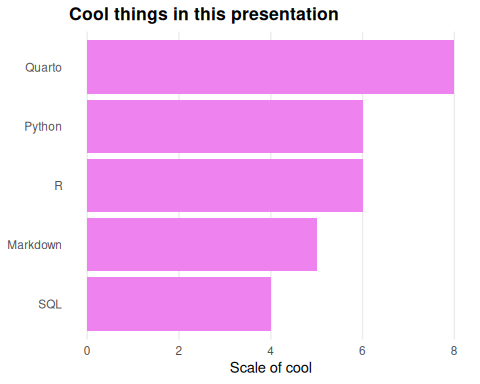 Cool things in this presentation
Quarto
Python
R
Markdown
SQL
0 2 4 6 8
Scale of cool